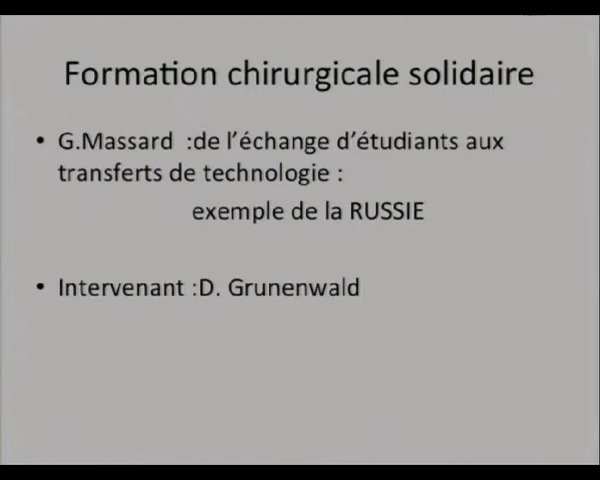 Formation chirurgicale solidaire
• G.Massard :de l'échange d'étudiants aux
transferts de technologie :
exemple de la RUSSIE
• Intervenant :D. Grunenwald